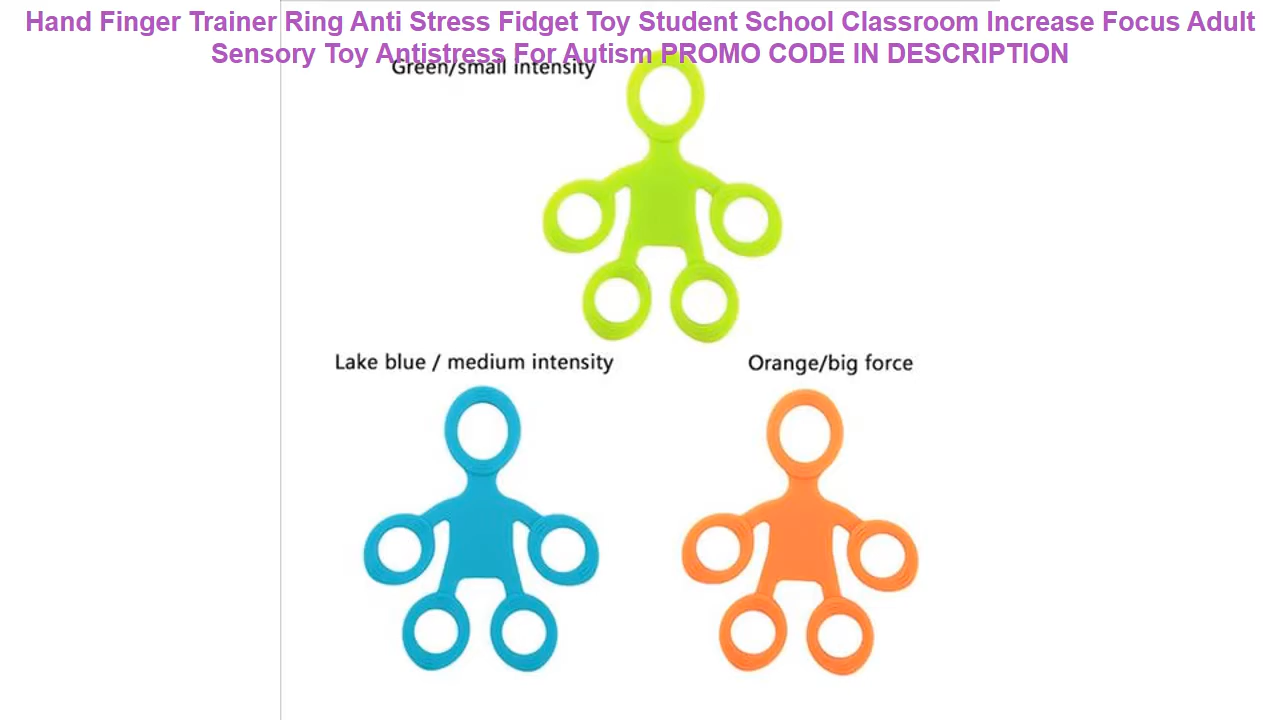 Hand Finger Trainer Ring Anti Stress Fidget Toy Student School Classroom Increase Focus Adult
Sensory Toy Antistress For Autism PROMO CODE IN DESCRIPTION
Green/small intensity
Lake blue / medium intensity
Orange/big force